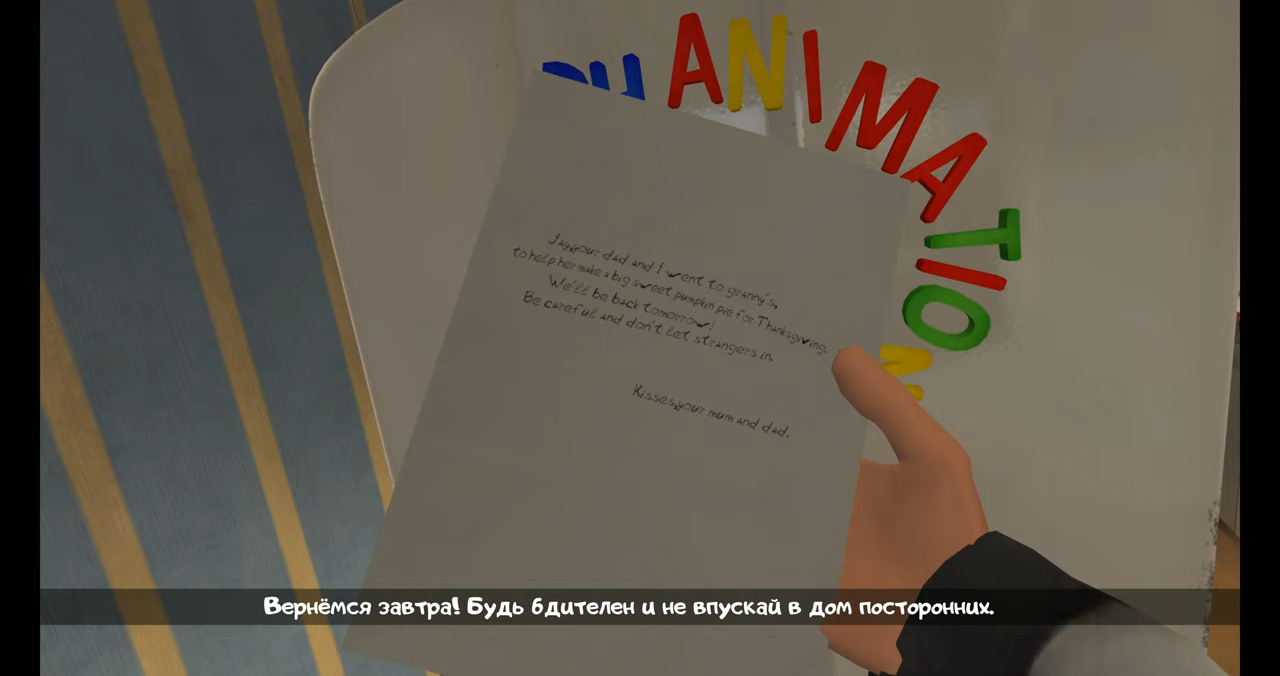 ANIMATION
Jay,your dad and i went to granny's,
to help her make a big sweet pumpkin pie for Thanksgiving.
We'll be back tomorrow!
Be careful and don't let strangers in.
Kisses,your mum and dad.
Вернёмся завтра! Будь бдителен и не впускай в дом посторонних.